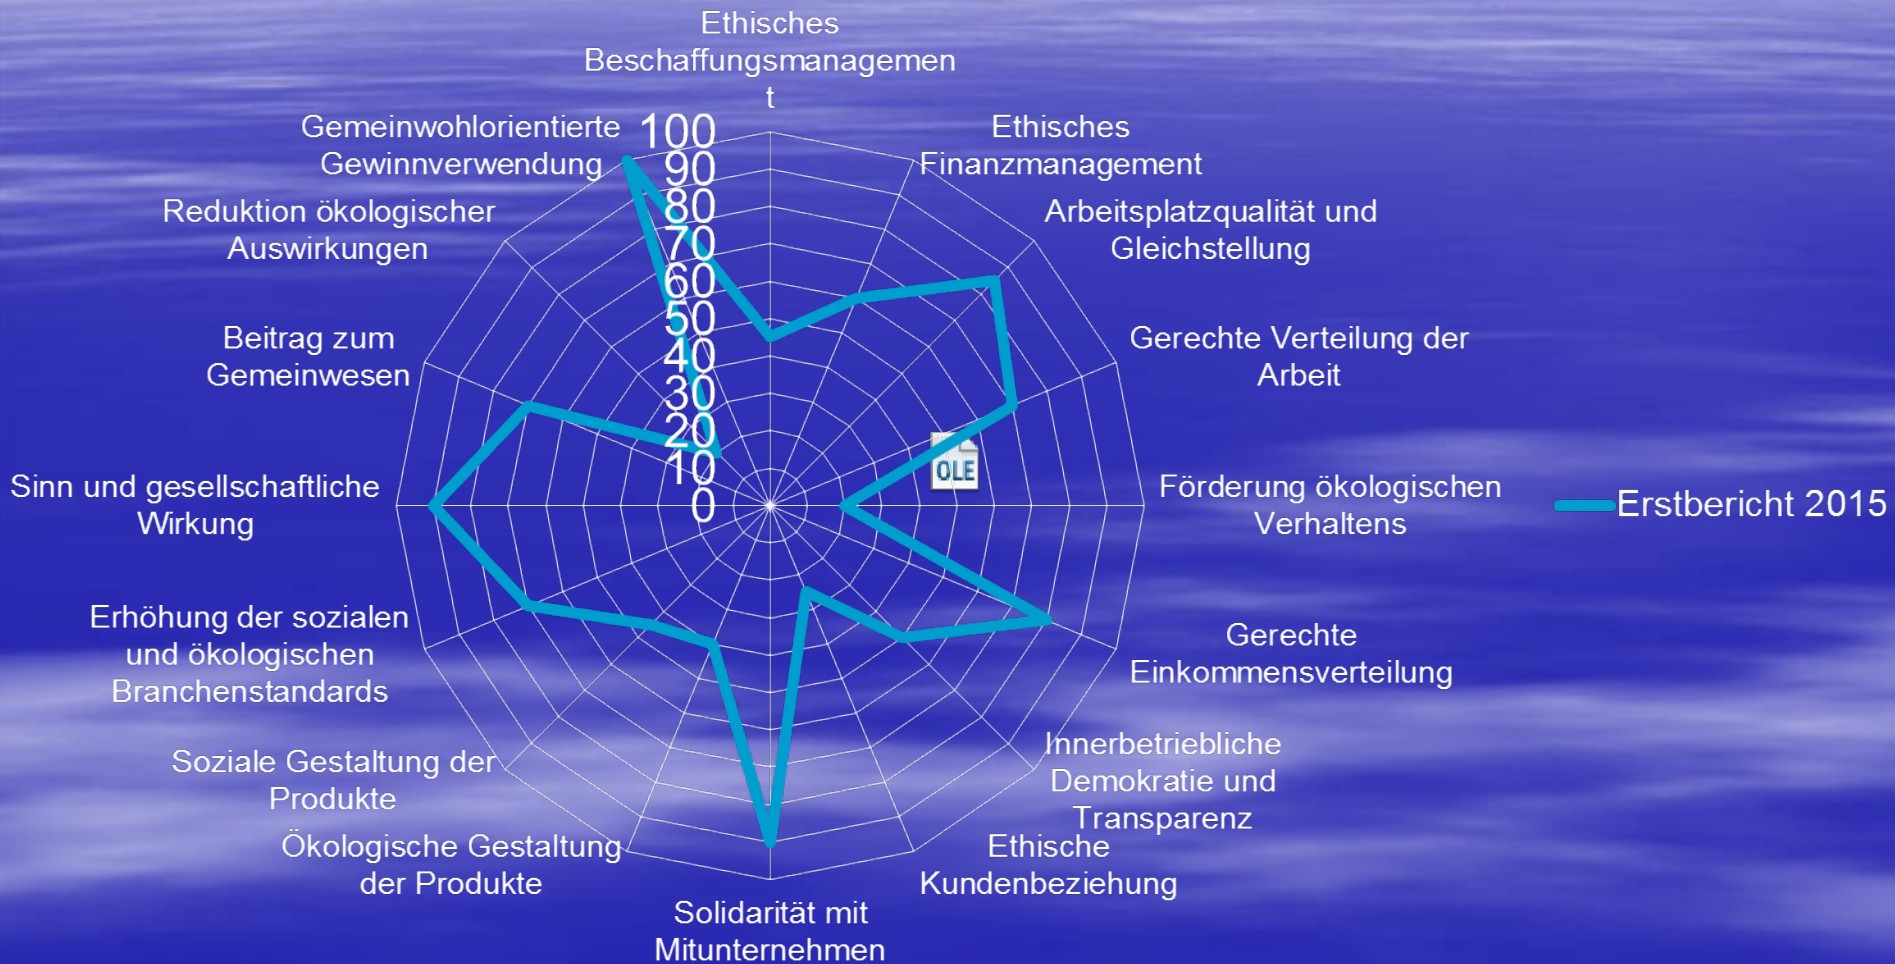 Ethisches
Beschaffungsmanagemen
t
Ethisches
Finanzmanagement
Arbeitsplatzqualität und
Gleichstellung
Gerechte Verteilung der
Arbeit
Förderung ökologischen
Verhaltens
Gerechte
Einkommensverteilung
Innerbetriebliche
Demokratie und
Transparenz
Ethische
Kundenbeziehung
Solidarität mit
Mitunternehmen
Ökologische Gestaltung
der Produkte
Soziale Gestaltung der
Produkte
Erhöhung der sozialen
und ökologischen
Branchenstandards
Sinn und gesellschaftliche
Wirkung
Beitrag zum
Gemeinwesen
Reduktion ökologischer
Auswirkungen
Gemeinwohlorientierte
Gewinnverwendung
100
90
80
70
60
50
40
30
20
10
0
OLE
Erstbericht 2015